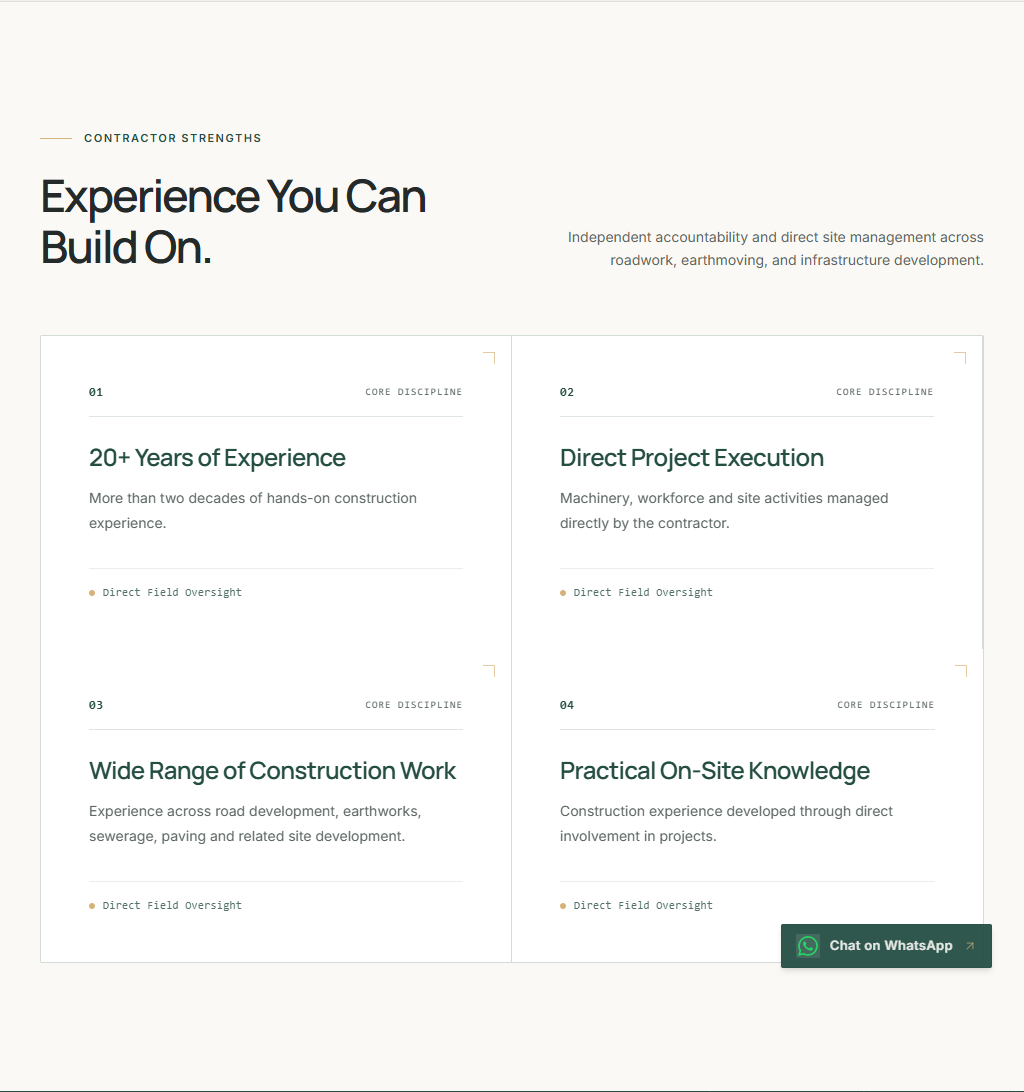 CONTRACTOR STRENGTHS
Experience You Can
Build On.
Independent accountability and direct site management across
roadwork, earthmoving, and infrastructure development.
01
CORE DISCIPLINE
20+ Years of Experience
More than two decades of hands-on construction
experience.
Direct Field Oversight
02
CORE DISCIPLINE
Direct Project Execution
Machinery, workforce and site activities managed
directly by the contractor.
Direct Field Oversight
03
CORE DISCIPLINE
Wide Range of Construction Work
Experience across road development, earthworks,
sewerage, paving and related site development.
Direct Field Oversight
04
CORE DISCIPLINE
Practical On-Site Knowledge
Construction experience developed through direct
involvement in projects.
Direct Field Oversight
Chat on WhatsApp